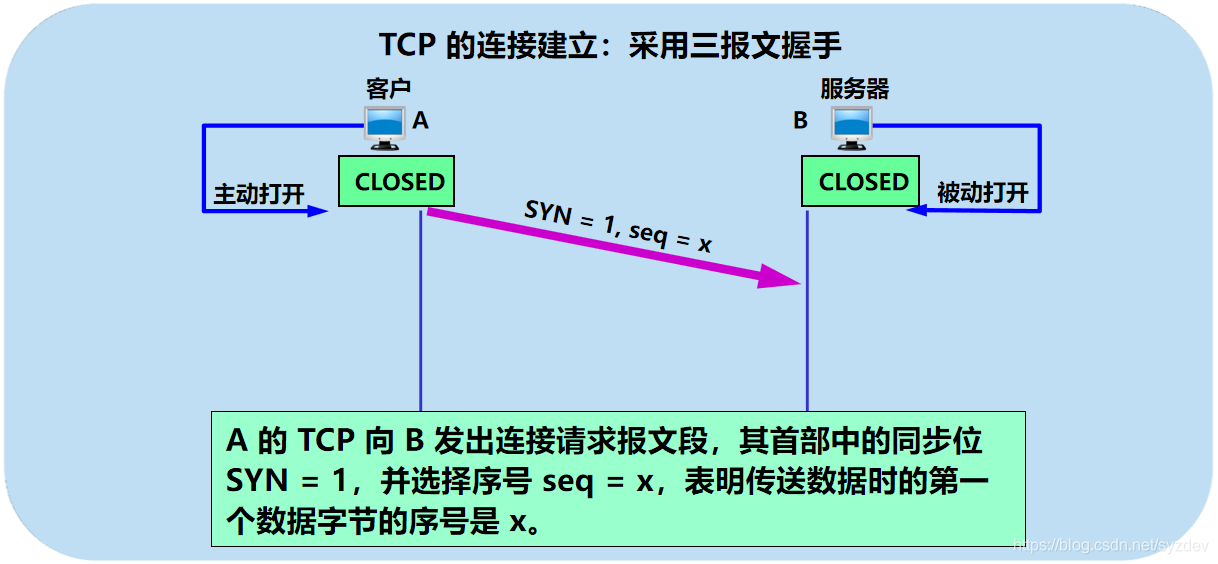 TCP 的连接建立：采用三报文握手
客户
服务器
A
B
CLOSED
CLOSED
主动打开
被动打开
SYN = 1, seq = x
A 的 TCP 向 B 发出连接请求报文段，其首部中的同步位
SYN = 1，并选择序号 seq = x，表明传送数据时的第一
个数据字节的序号是 x。
https://blog.csdn.net/syzdev